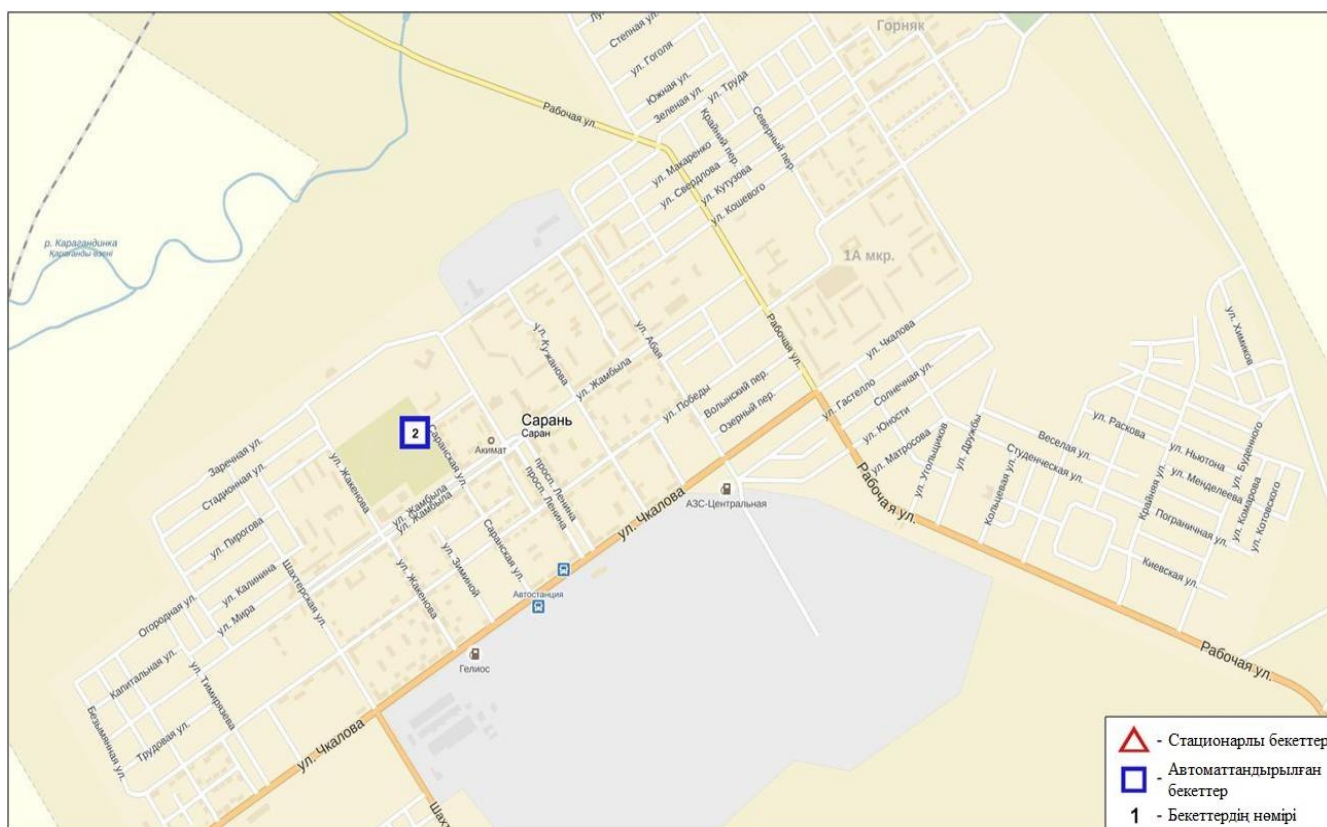 Горняк
Степная ул.
ул. Гоголя
Южная ул.
Зеленая ул.
ул. Труда
Рабочая ул.
Крайний пер.
Северный пер.
ул. Макаренко
ул. Свердлова
ул. Кутузова
ул. Кошевого
р. Карагандинка
Қарағанды өзені
1А мкр.
ул. Химиков
ул. Кужанова
ул. Абая
Рабочая ул.
ул. Чкалова
ул. Жамбыла
ул. Победы
Волынский пер.
Озерный пер.
ул. Гастелло
Солнечная ул.
ул. Юности
ул. Матросова
ул. Угольщиков
ул. Дружбы
ул. Раскова
Веселая ул.
Студенческая ул.
Кольцевая ул.
Крайняя ул.
ул. Ньютона
ул. Буденного
ул. Менделеева
ул. Комарова
ул. Котовского
Пограничная ул.
Киевская ул.
2
Сарань
Саран
Акимат
Саранская ул.
просп. Ленина
просп. Ленина
Заречная ул.
Стадионная ул.
ул. Жакенова
ул. Жамбыла
ул. Жамбыла
Саранская ул.
ул. Пирогова
ул. Калинина
ул. Мира
Шахтерская ул.
ул. Жакенова
ул. Зиминой
АЗС-Центральная
ул. Чкалова
Рабочая ул.
Автостанция
Гелиос
Огородная ул.
Капитальная ул.
ул. Тимирязева
Безымянная ул.
Трудовая ул.
ул. Чкалова
Рабочая ул.
- Стационарлы бекеттер
- Автоматтандырылған
бекеттер
1 - Бекеттердің нөмірі